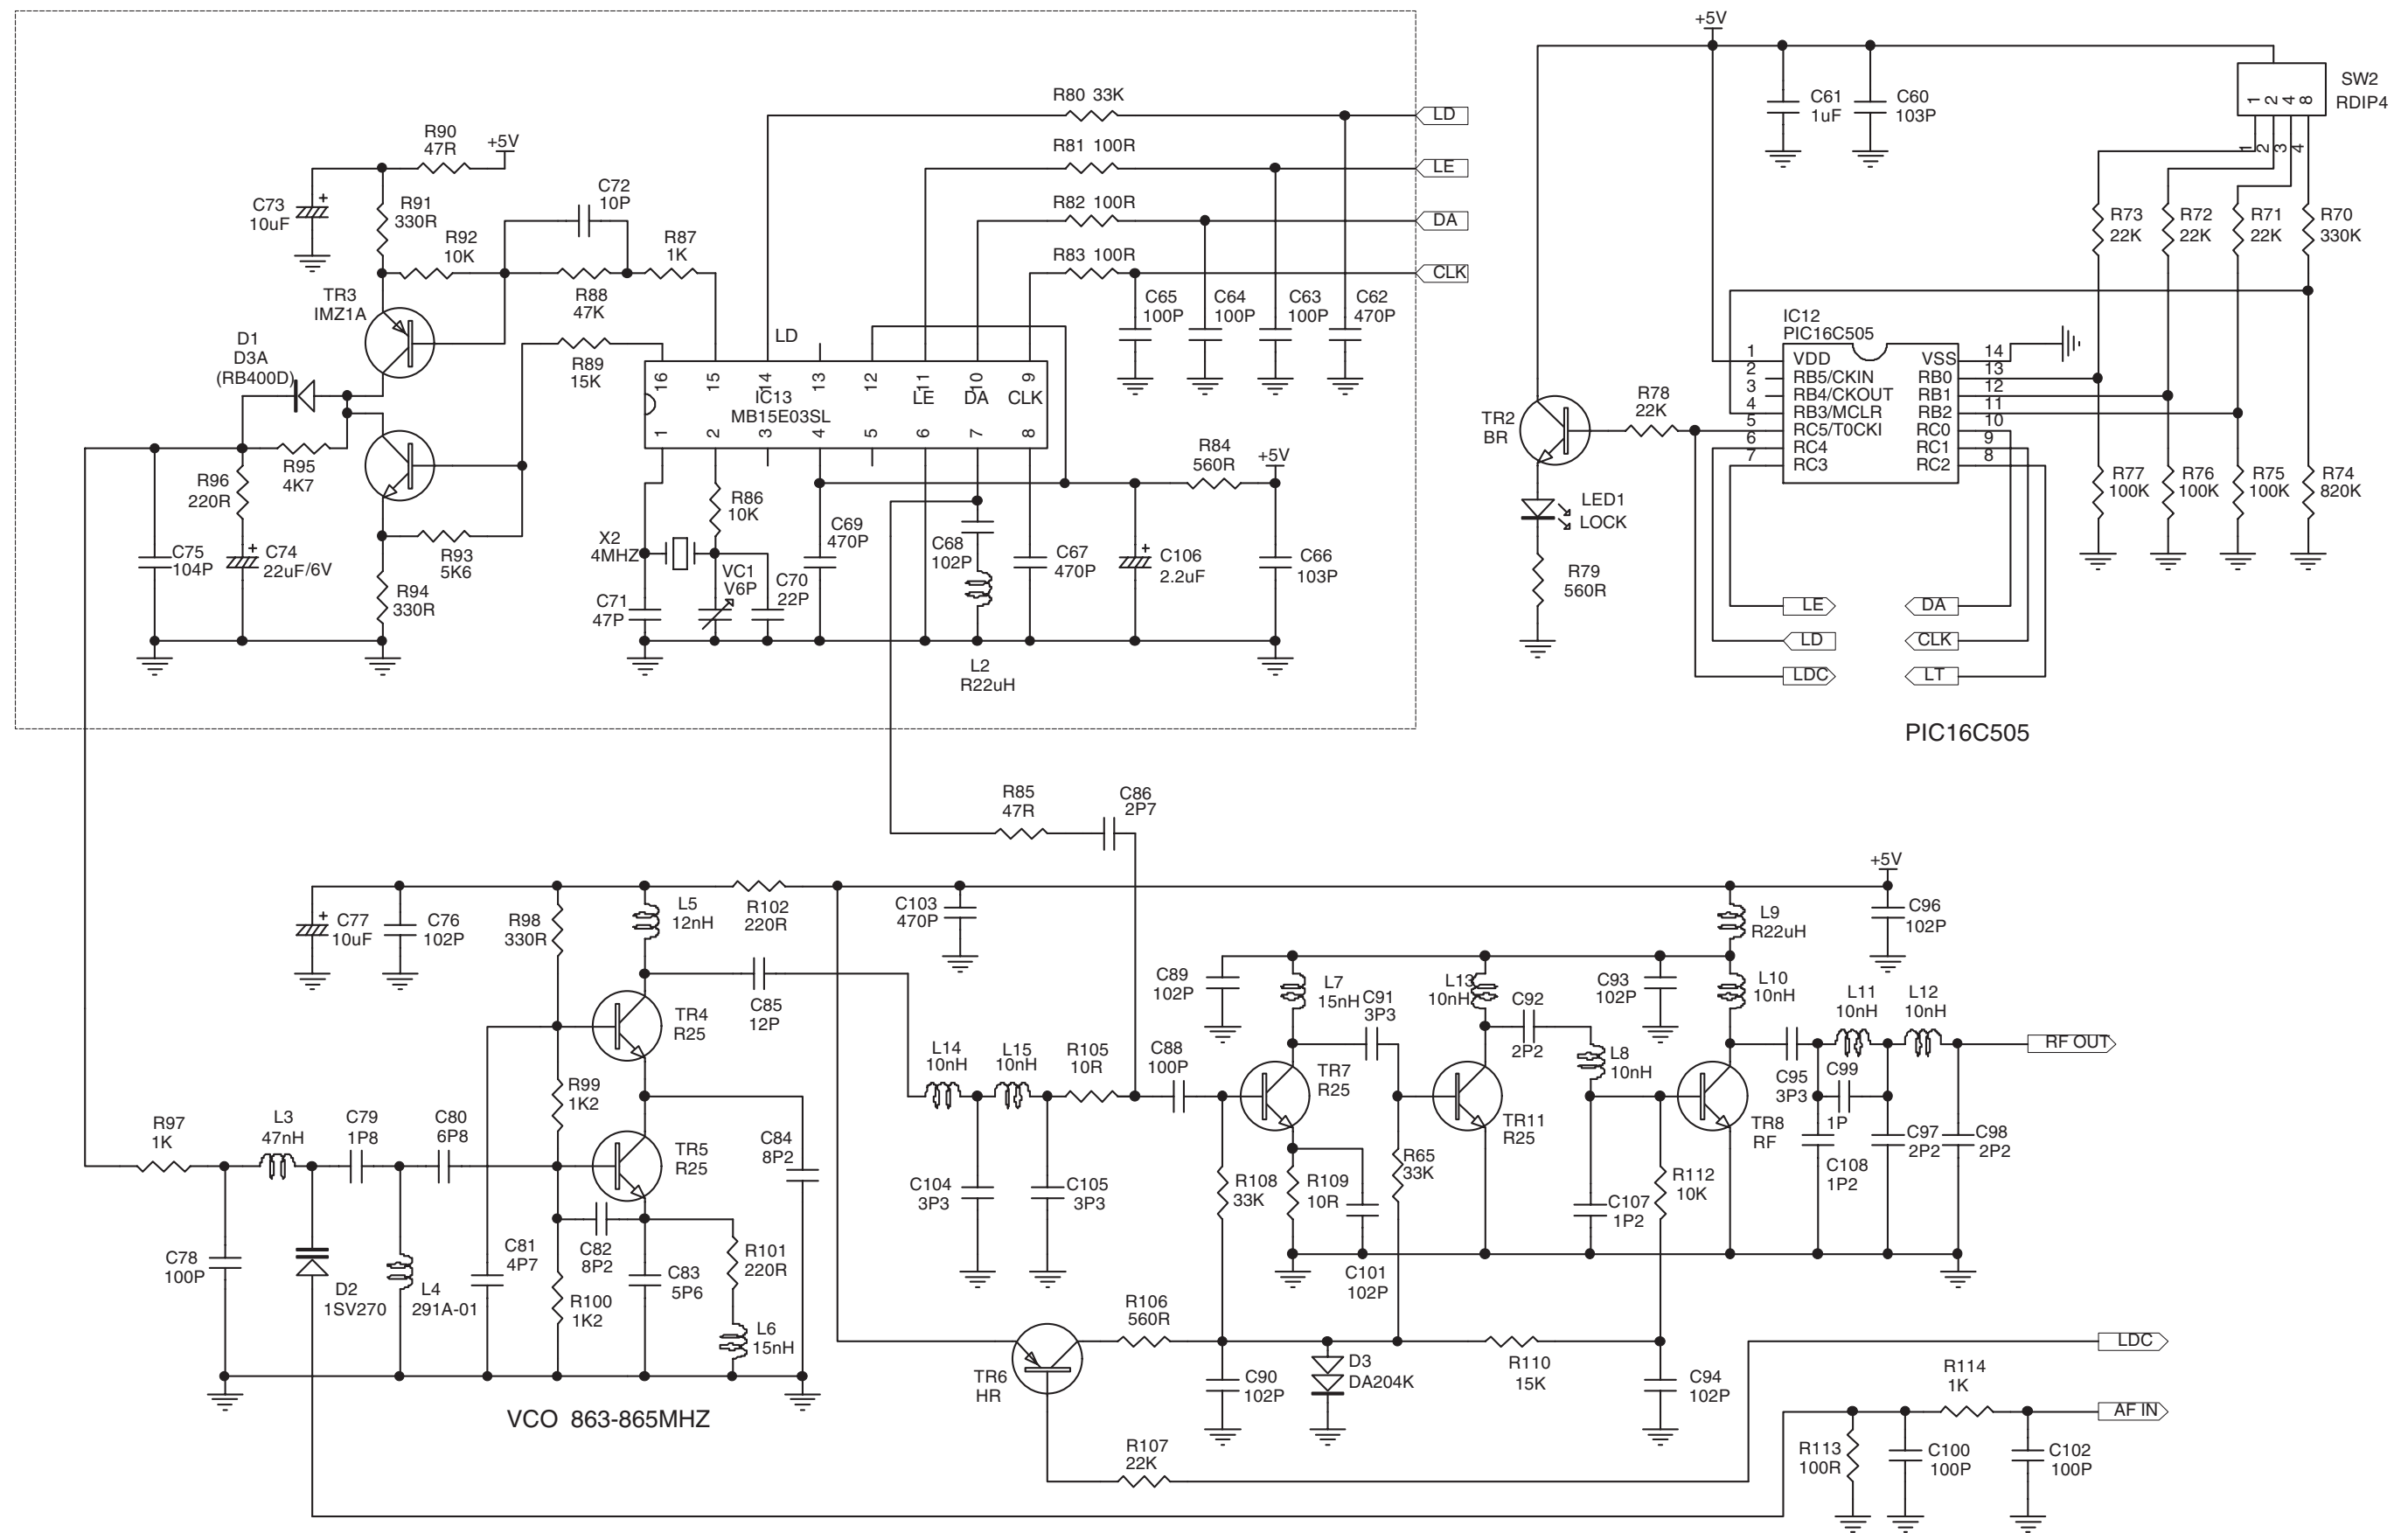 +5V
SW2
RDIP4
1 2 4 8
1 2 3 4
C61
1uF
C60
103P
R80 33K
LD
R81 100R
LE
R82 100R
DA
R83 100R
CLK
R90
47R
+5V
C73
10uF
R91
330R
C72
10P
R92
10K
R87
1K
R88
47K
TR3
IMZ1A
D1
D3A
(RB400D)
R89
15K
LD
C65
100P
C64
100P
C63
100P
C62
470P
16 15 14 13 12 11 10 9
IC13
MB15E03SL
LE DA CLK
1 2 3 4 5 6 7 8
R73
22K
R72
22K
R71
22K
R70
330K
IC12
PIC16C505
1 VDD VSS 14
2 RB5/CKIN RB0 13
3 RB4/CKOUT RB1 12
4 RB3/MCLR RB2 11
5 RC5/T0CKI RC0 10
6 RC4 RC1 9
7 RC3 RC2 8
TR2
BR
R78
22K
LED1
LOCK
R79
560R
R77
100K
R76
100K
R75
100K
R74
820K
LE
DA
LD
CLK
LDC
LT
PIC16C505
R95
4K7
R96
220R
R84
560R
+5V
R86
10K
X2
4MHZ
C69
470P
C68
102P
C67
470P
C106
2.2uF
C66
103P
C75
104P
C74
22uF/6V
R93
5K6
R94
330R
VC1
V6P
C70
22P
C71
47P
L2
R22uH
R85
47R
C86
2P7
+5V
C77
10uF
C76
102P
R98
330R
L5
12nH
R102
220R
C103
470P
L9
R22uH
C96
102P
C85
12P
TR4
R25
C89
102P
L7
15nH
C91
3P3
L13
10nH
C92
2P2
C93
102P
L10
10nH
L11
10nH
L12
10nH
RF OUT
L14
10nH
L15
10nH
R105
10R
C88
100P
TR7
R25
L8
10nH
TR11
R25
C95
3P3
C99
1P
TR8
RF
R99
1K2
R97
1K
L3
47nH
C79
1P8
C80
6P8
TR5
R25
C84
8P2
C104
3P3
C105
3P3
R108
33K
R109
10R
R65
33K
C107
1P2
R112
10K
C108
1P2
C97
2P2
C98
2P2
C78
100P
D2
1SV270
L4
291A-01
C81
4P7
C82
8P2
R100
1K2
C83
5P6
R101
220R
L6
15nH
C101
102P
R106
560R
TR6
HR
C90
102P
D3
DA204K
R110
15K
C94
102P
LDC
R114
1K
AF IN
VCO 863-865MHZ
R107
22K
R113
100R
C100
100P
C102
100P